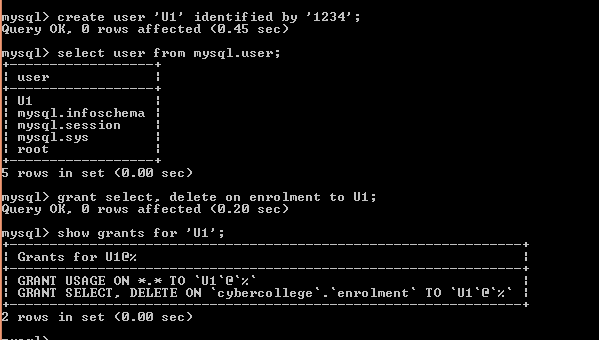 mysql> create user 'U1' identified by '1234';
Query OK, 0 rows affected (0.45 sec)
mysql> select user from mysql.user;
+------------------+
| user             |
+------------------+
| U1               |
| mysql.infoschema |
| mysql.session    |
| mysql.sys        |
| root             |
+------------------+
5 rows in set (0.00 sec)
mysql> grant select, delete on enrolment to U1;
Query OK, 0 rows affected (0.20 sec)
mysql> show grants for 'U1';
+----------------------------------------------------------------+
| Grants for U1@%                                                |
+----------------------------------------------------------------+
| GRANT USAGE ON *.* TO `U1`@`%`                                 |
| GRANT SELECT, DELETE ON `cybercollege`.`enrolment` TO `U1`@`%` |
+----------------------------------------------------------------+
2 rows in set (0.00 sec)
mysql>